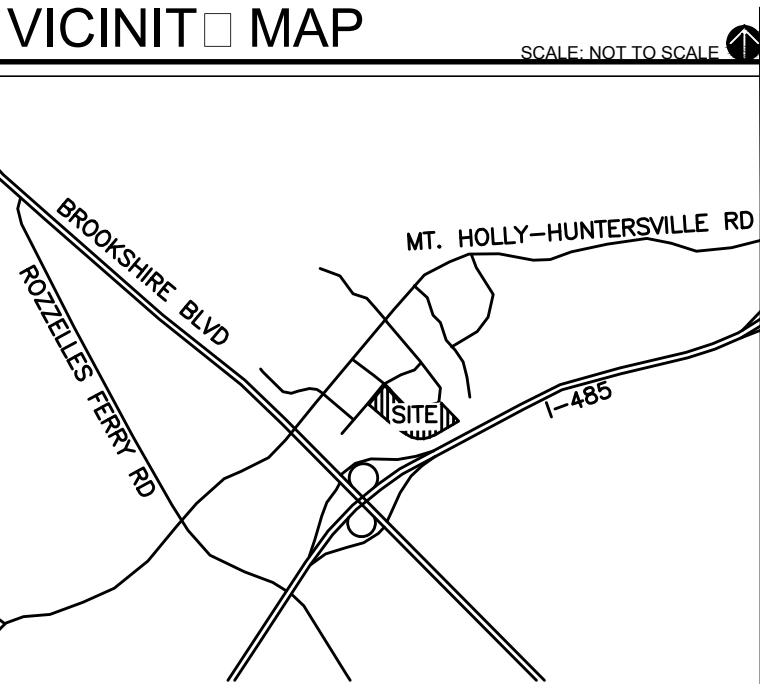 VICINIT□ MAP
SCALE: NOT TO SCALE
BROOKSHIRE BLVD
MT. HOLLY-HUNTERSVILLE RD
ROZZELLES FERRY RD
SITE
I-485